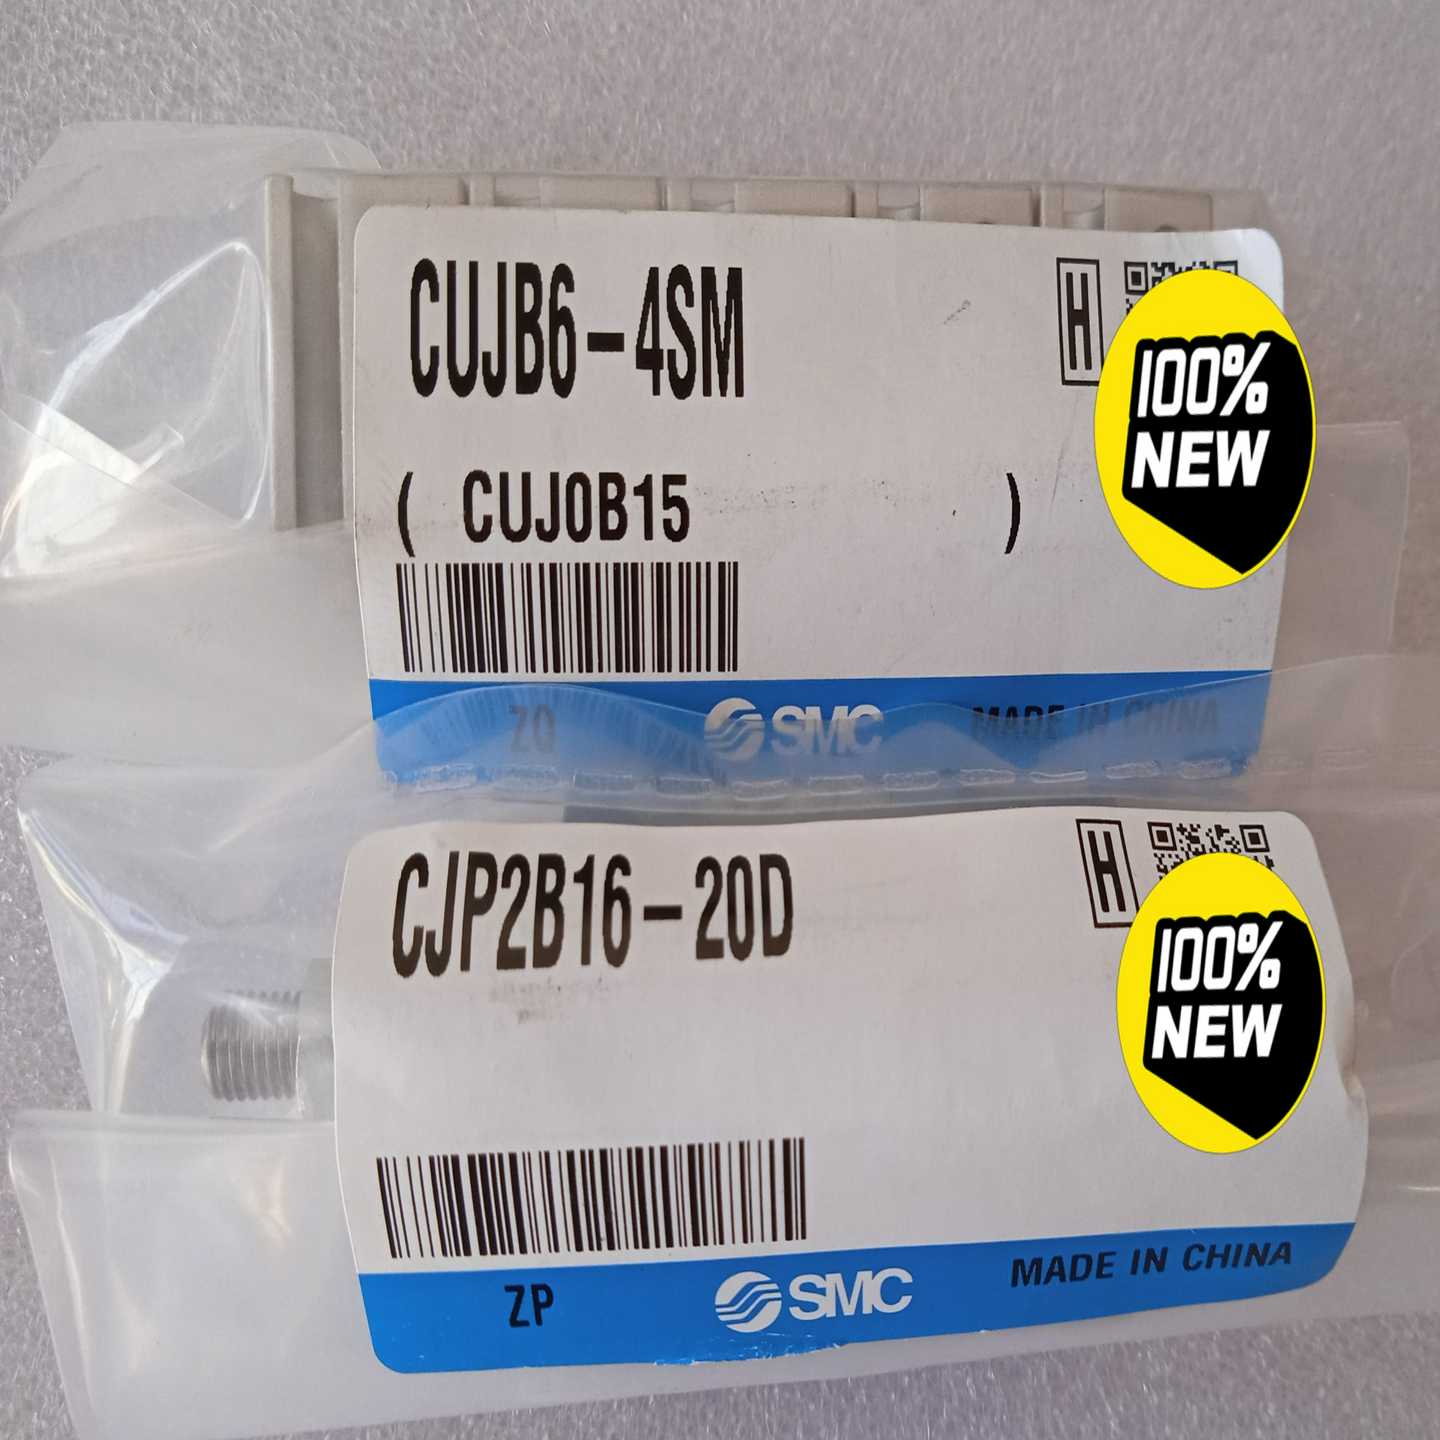 CUJB6-4SM
H
100%
NEW
( CUJ0B15 )
ZQ SMC MADE IN CHINA
CJP2B16-20D
H
100%
NEW
ZP SMC MADE IN CHINA